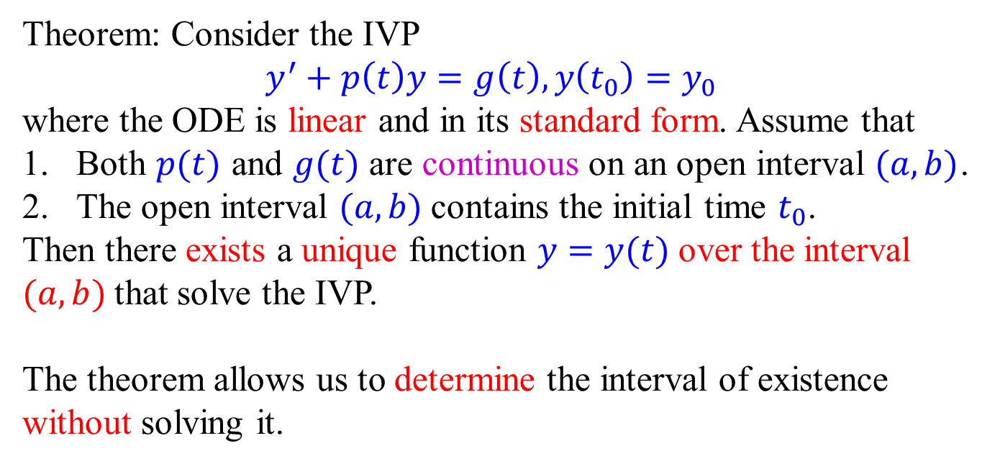 Theorem: Consider the IVP
y′ + p(t)y = g(t), y(t₀) = y₀
where the ODE is linear and in its standard form. Assume that
1. Both p(t) and g(t) are continuous on an open interval (a, b).
2. The open interval (a, b) contains the initial time t₀.
Then there exists a unique function y = y(t) over the interval
(a, b) that solve the IVP.
The theorem allows us to determine the interval of existence
without solving it.